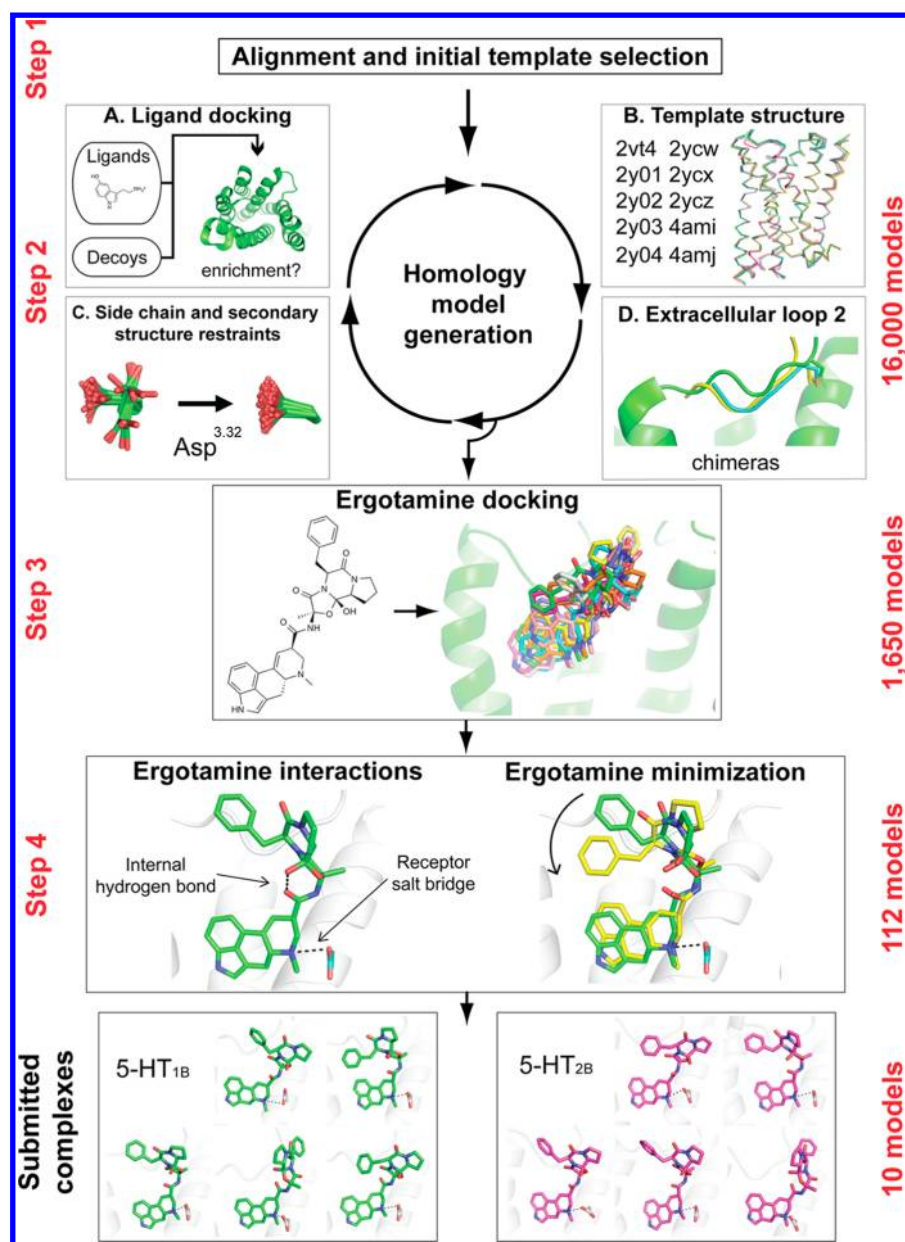 Step 1
Alignment and initial template selection
A. Ligand docking
Ligands
HO
NH3+
N
H
Decoys
enrichment?
B. Template structure
2vt4 2ycw
2y01 2ycx
2y02 2ycz
2y03 4ami
2y04 4amj
Step 2
Homology
model
generation
16,000 models
C. Side chain and secondary
structure restraints
Asp3.32
D. Extracellular loop 2
chimeras
Step 3
Ergotamine docking
O
N
O
N
O
OH
O
NH
N
HN
1,650 models
Step 4
Ergotamine interactions
Internal
hydrogen bond
Receptor
salt bridge
Ergotamine minimization
112 models
Submitted
complexes
5-HT1B
5-HT2B
10 models